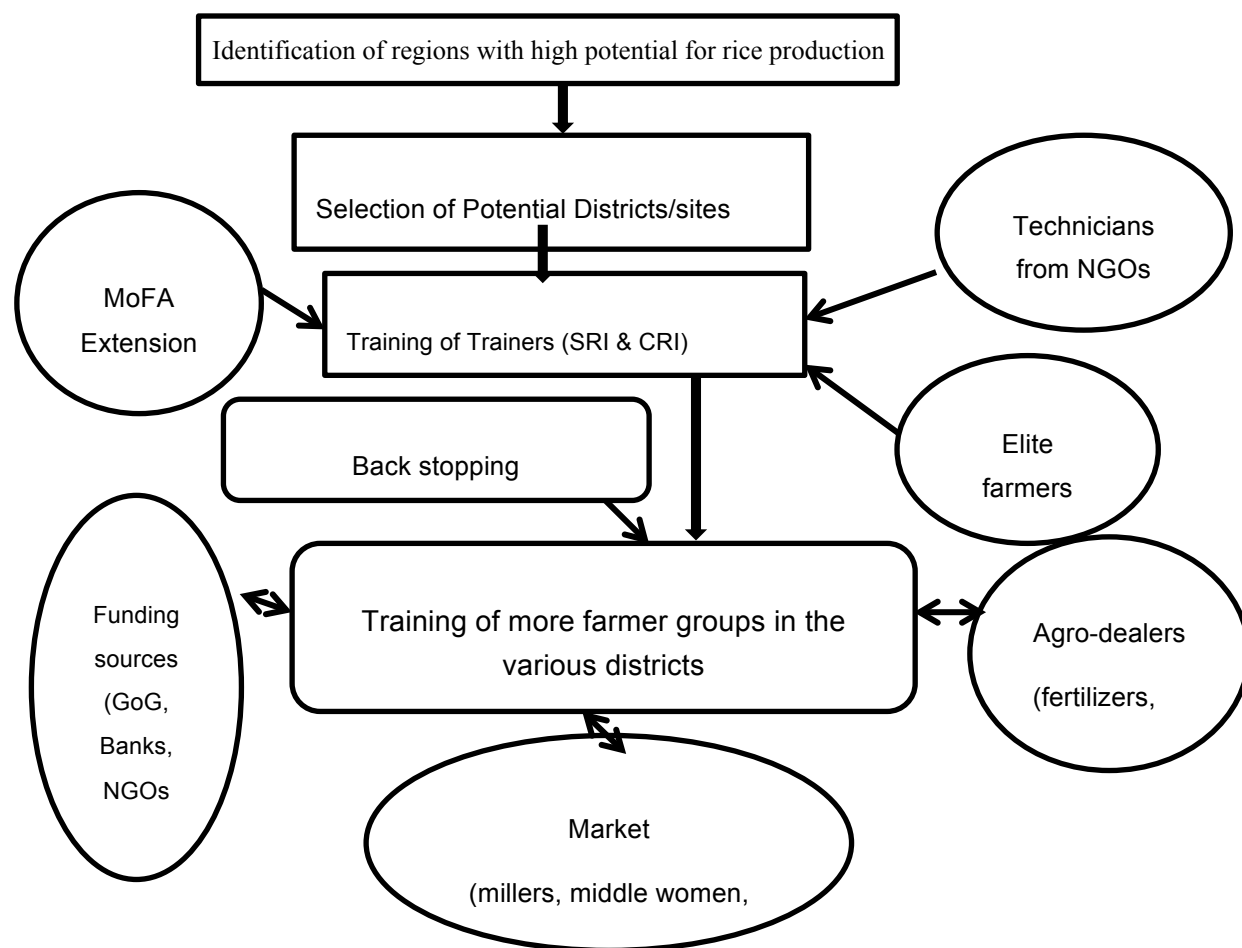 Identification of regions with high potential for rice production
Selection of Potential Districts/sites
Technicians
from NGOs
MoFA
Extension
Training of Trainers (SRI & CRI)
Back stopping
Elite
farmers
Funding
sources
(GoG,
Banks,
NGOs
Training of more farmer groups in the
various districts
Agro-dealers
(fertilizers,
Market
(millers, middle women,